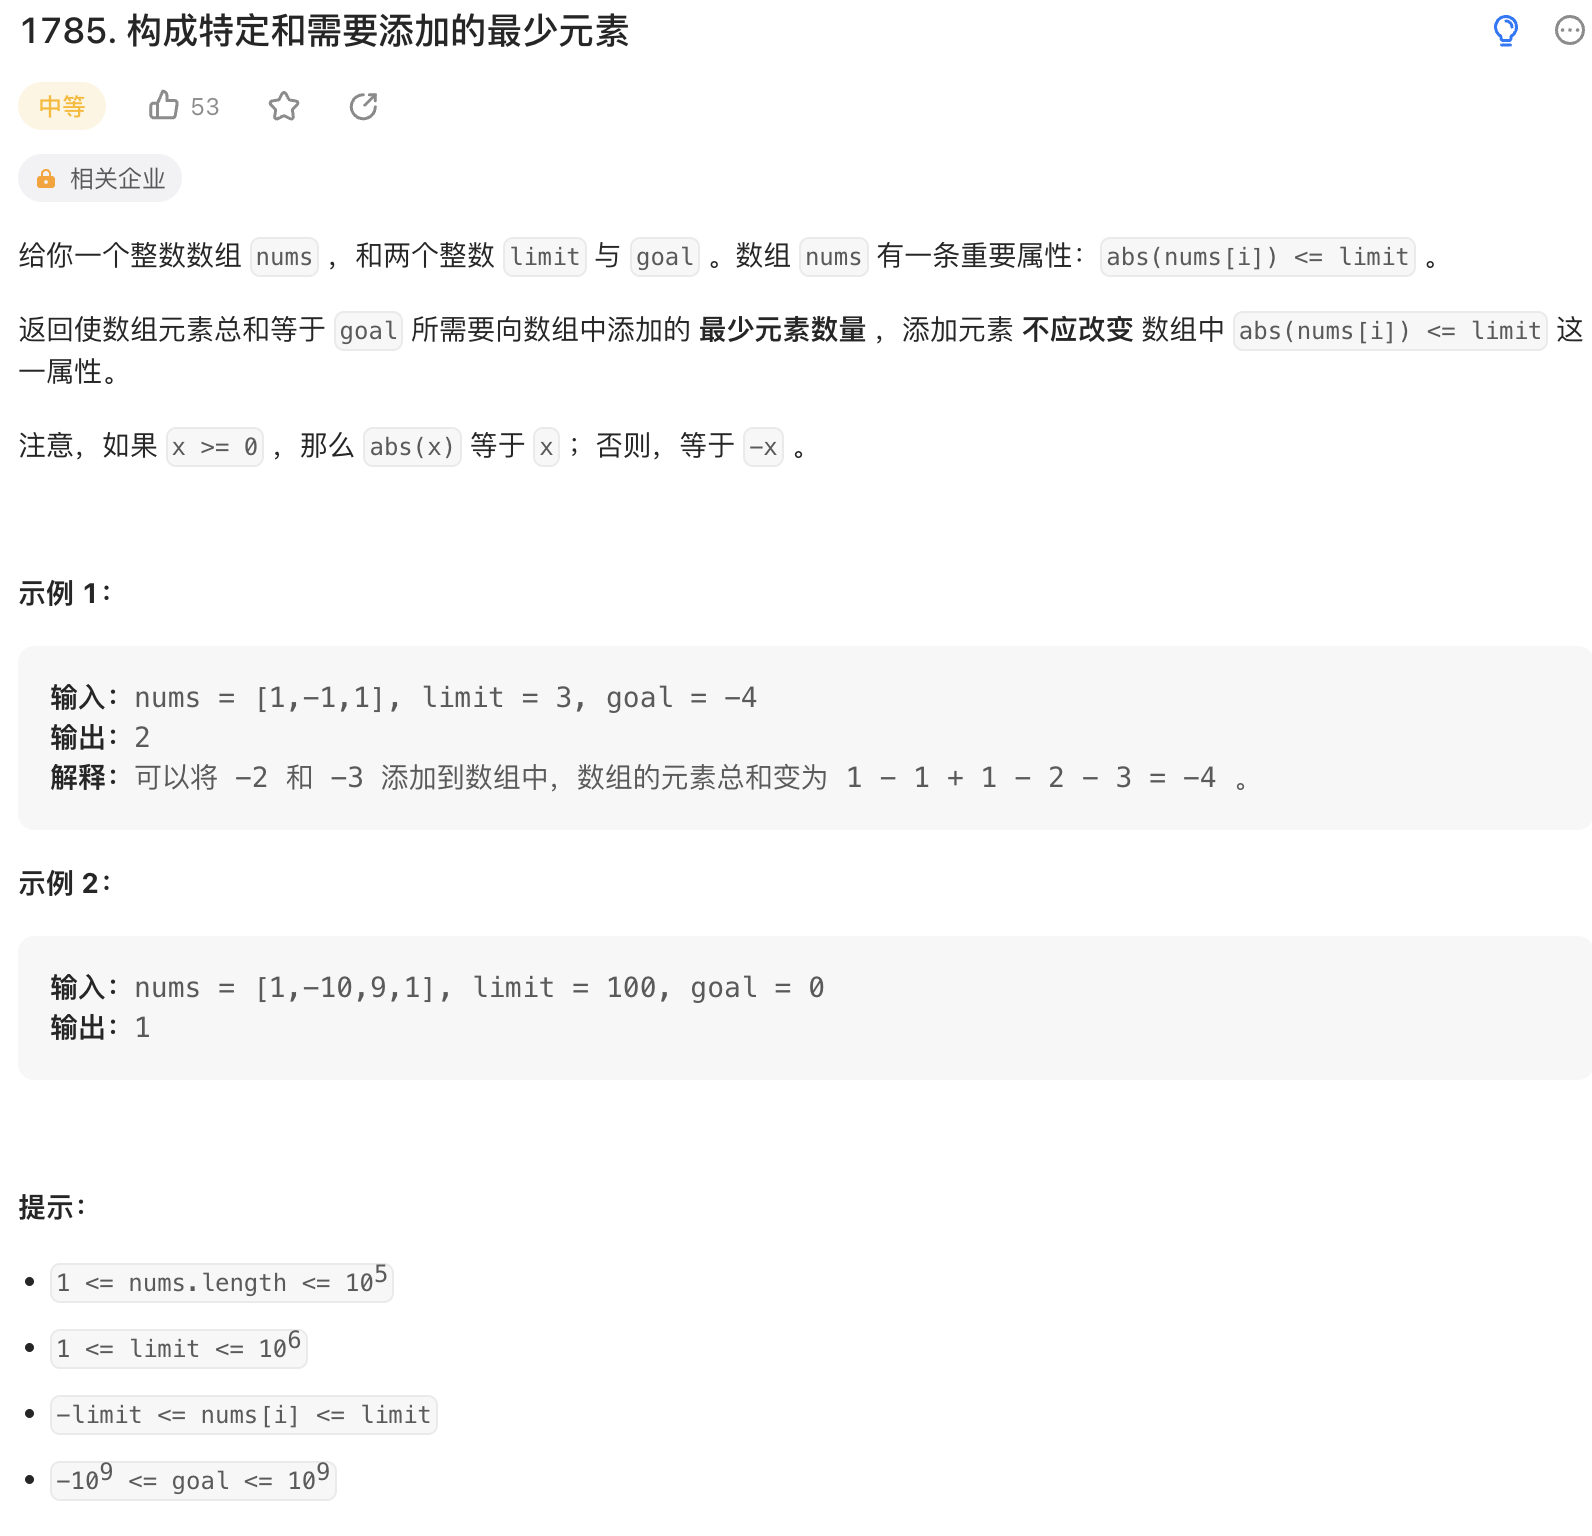 1785. 构成特定和需要添加的最少元素
中等 53
相关企业
给你一个整数数组 nums ，和两个整数 limit 与 goal 。数组 nums 有一条重要属性：abs(nums[i]) <= limit 。
返回使数组元素总和等于 goal 所需要向数组中添加的 最少元素数量 ，添加元素 不应改变 数组中 abs(nums[i]) <= limit 这
一属性。
注意，如果 x >= 0 ，那么 abs(x) 等于 x ；否则，等于 -x 。
示例 1：
输入：nums = [1,-1,1], limit = 3, goal = -4
输出：2
解释：可以将 -2 和 -3 添加到数组中，数组的元素总和变为 1 - 1 + 1 - 2 - 3 = -4 。
示例 2：
输入：nums = [1,-10,9,1], limit = 100, goal = 0
输出：1
提示：
• 1 <= nums.length <= 10⁵
• 1 <= limit <= 10⁶
• -limit <= nums[i] <= limit
• -10⁹ <= goal <= 10⁹